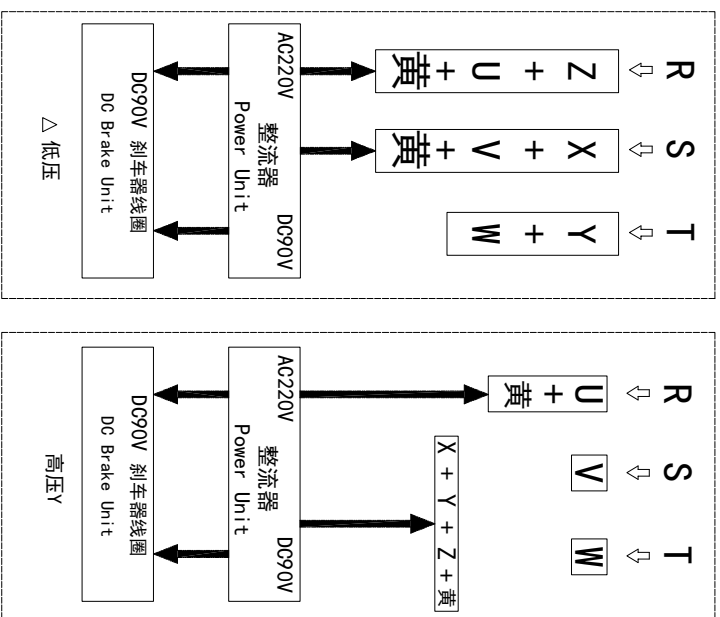 R S T
Z + U + 黄
X + V + 黄
Y + W
AC220V 整流器 DC90V
Power Unit
DC90V 刹车器线圈
DC Brake Unit
△ 低压
R S T
U + 黄
V
W
X + Y + Z + 黄
AC220V 整流器 DC90V
Power Unit
DC90V 刹车器线圈
DC Brake Unit
高压Y